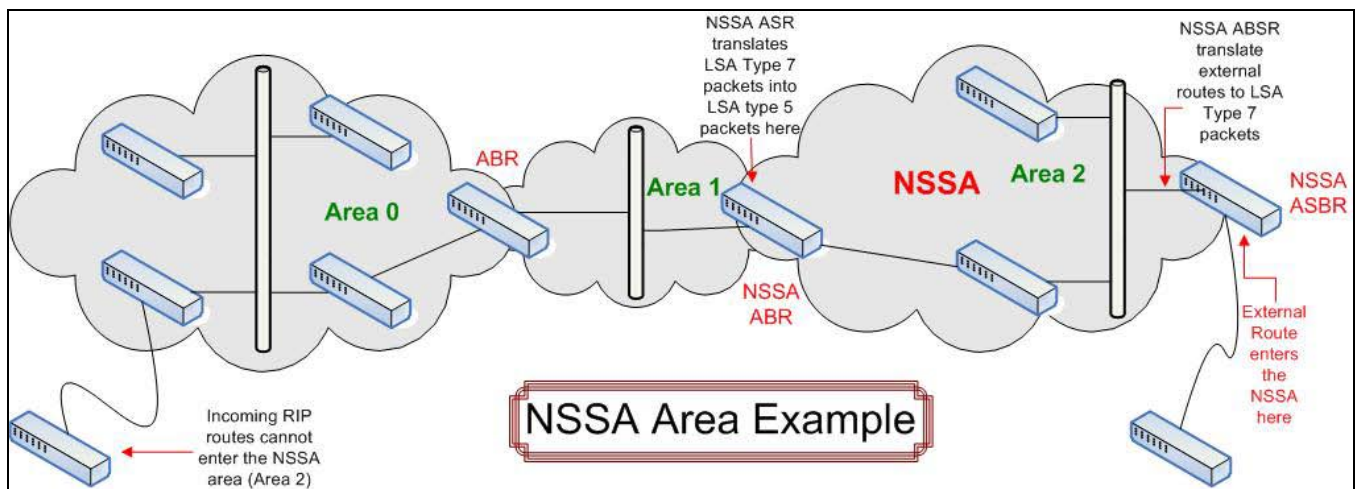 NSSA ASR
translates
LSA Type 7
packets into
LSA type 5
packets here
NSSA ABSR
translate
external
routes to LSA
Type 7
packets
ABR
Area 0
Area 1
NSSA
Area 2
NSSA
ASBR
NSSA
ABR
External
Route
enters
the
NSSA
here
Incoming RIP
routes cannot
enter the NSSA
area (Area 2)
NSSA Area Example